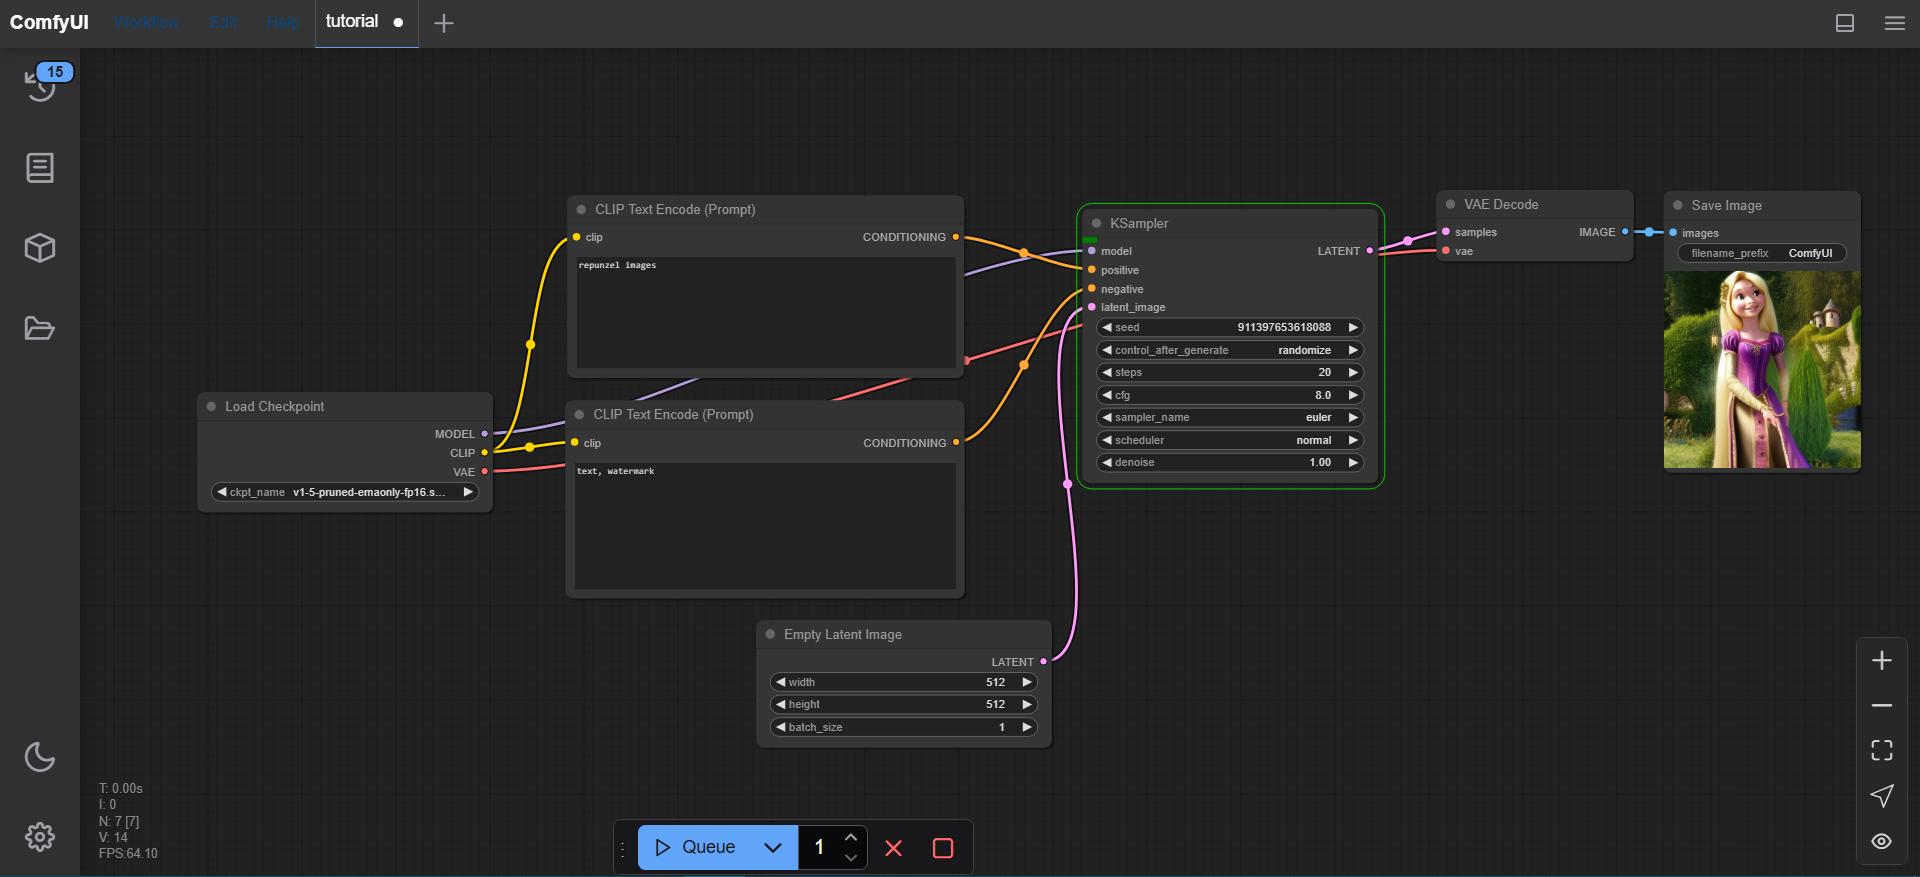 ComfyUI Workflow Edit Help tutorial
15
CLIP Text Encode (Prompt)
clip CONDITIONING
repunzel images
Load Checkpoint
MODEL
CLIP
VAE
ckpt_name v1-5-pruned-emaonly-fp16.s...
CLIP Text Encode (Prompt)
clip CONDITIONING
text, watermark
Empty Latent Image
LATENT
width 512
height 512
batch_size 1
KSampler
model LATENT
positive
negative
latent_image
seed 911397653618088
control_after_generate randomize
steps 20
cfg 8.0
sampler_name euler
scheduler normal
denoise 1.00
VAE Decode
samples IMAGE
vae
Save Image
images
filename_prefix ComfyUI
T: 0.00s
I: 0
N: 7 [7]
V: 14
FPS:64.10
Queue 1